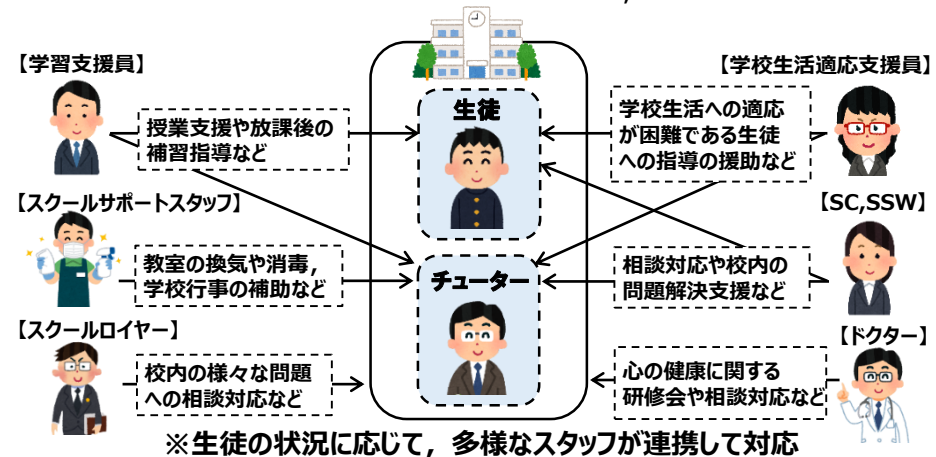 【学習支援員】
授業支援や放課後の
補習指導など
【スクールサポートスタッフ】
教室の換気や消毒，
学校行事の補助など
【スクールロイヤー】
校内の様々な問題
への相談対応など
生徒
チューター
【学校生活適応支援員】
学校生活への適応
が困難である生徒
への指導の援助など
【SC,SSW】
相談対応や校内の
問題解決支援など
【ドクター】
心の健康に関する
研修会や相談対応など
※生徒の状況に応じて，多様なスタッフが連携して対応